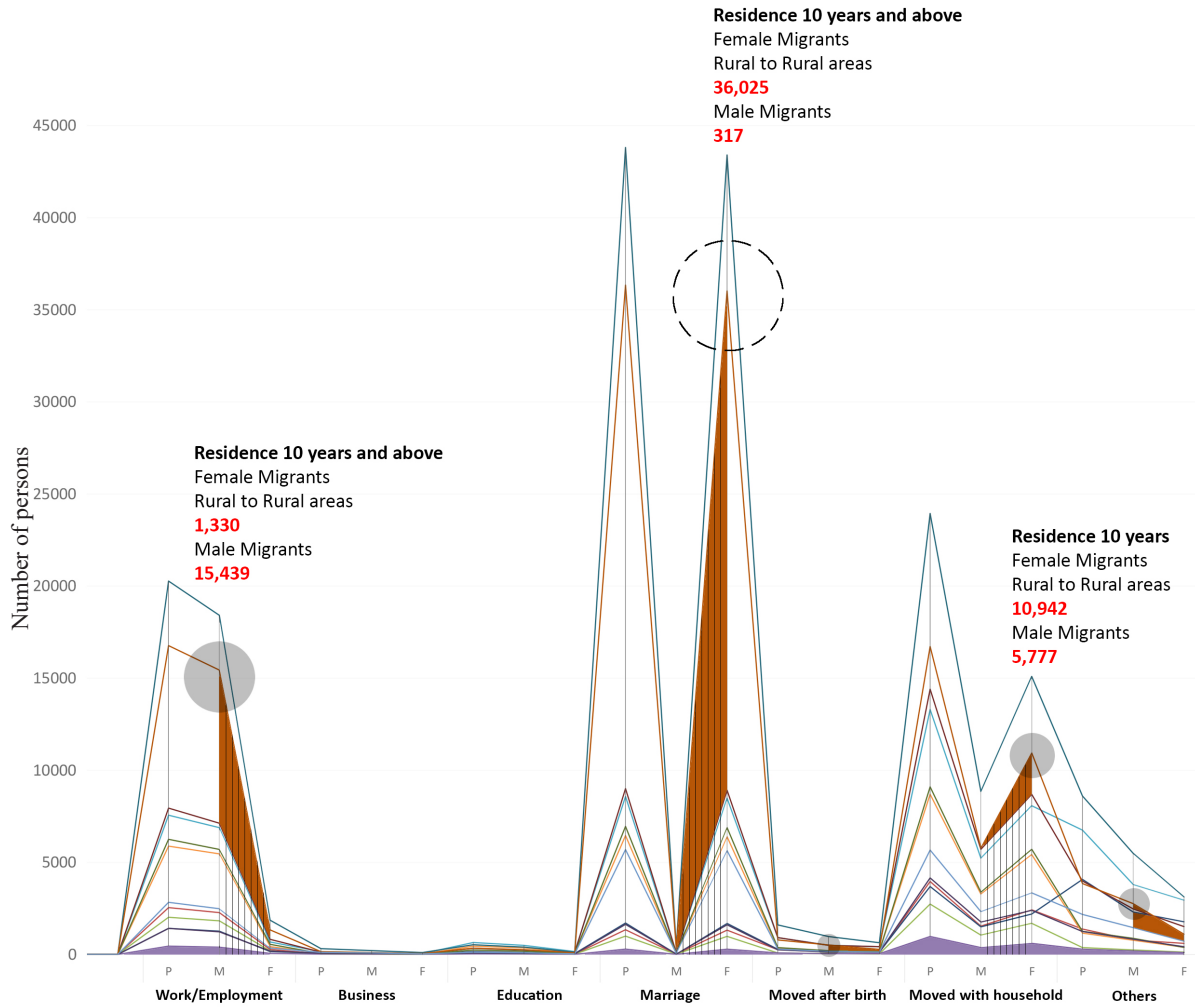 Residence 10 years and above
Female Migrants
Rural to Rural areas
36,025
Male Migrants
317
45000
40000
35000
30000
25000
20000
15000
10000
5000
0
Number of persons
Residence 10 years and above
Female Migrants
Rural to Rural areas
1,330
Male Migrants
15,439
Residence 10 years
Female Migrants
Rural to Rural areas
10,942
Male Migrants
5,777
P M F P M F P M F P M F P M F P M F P M F
Work/Employment Business Education Marriage Moved after birth Moved with household Others